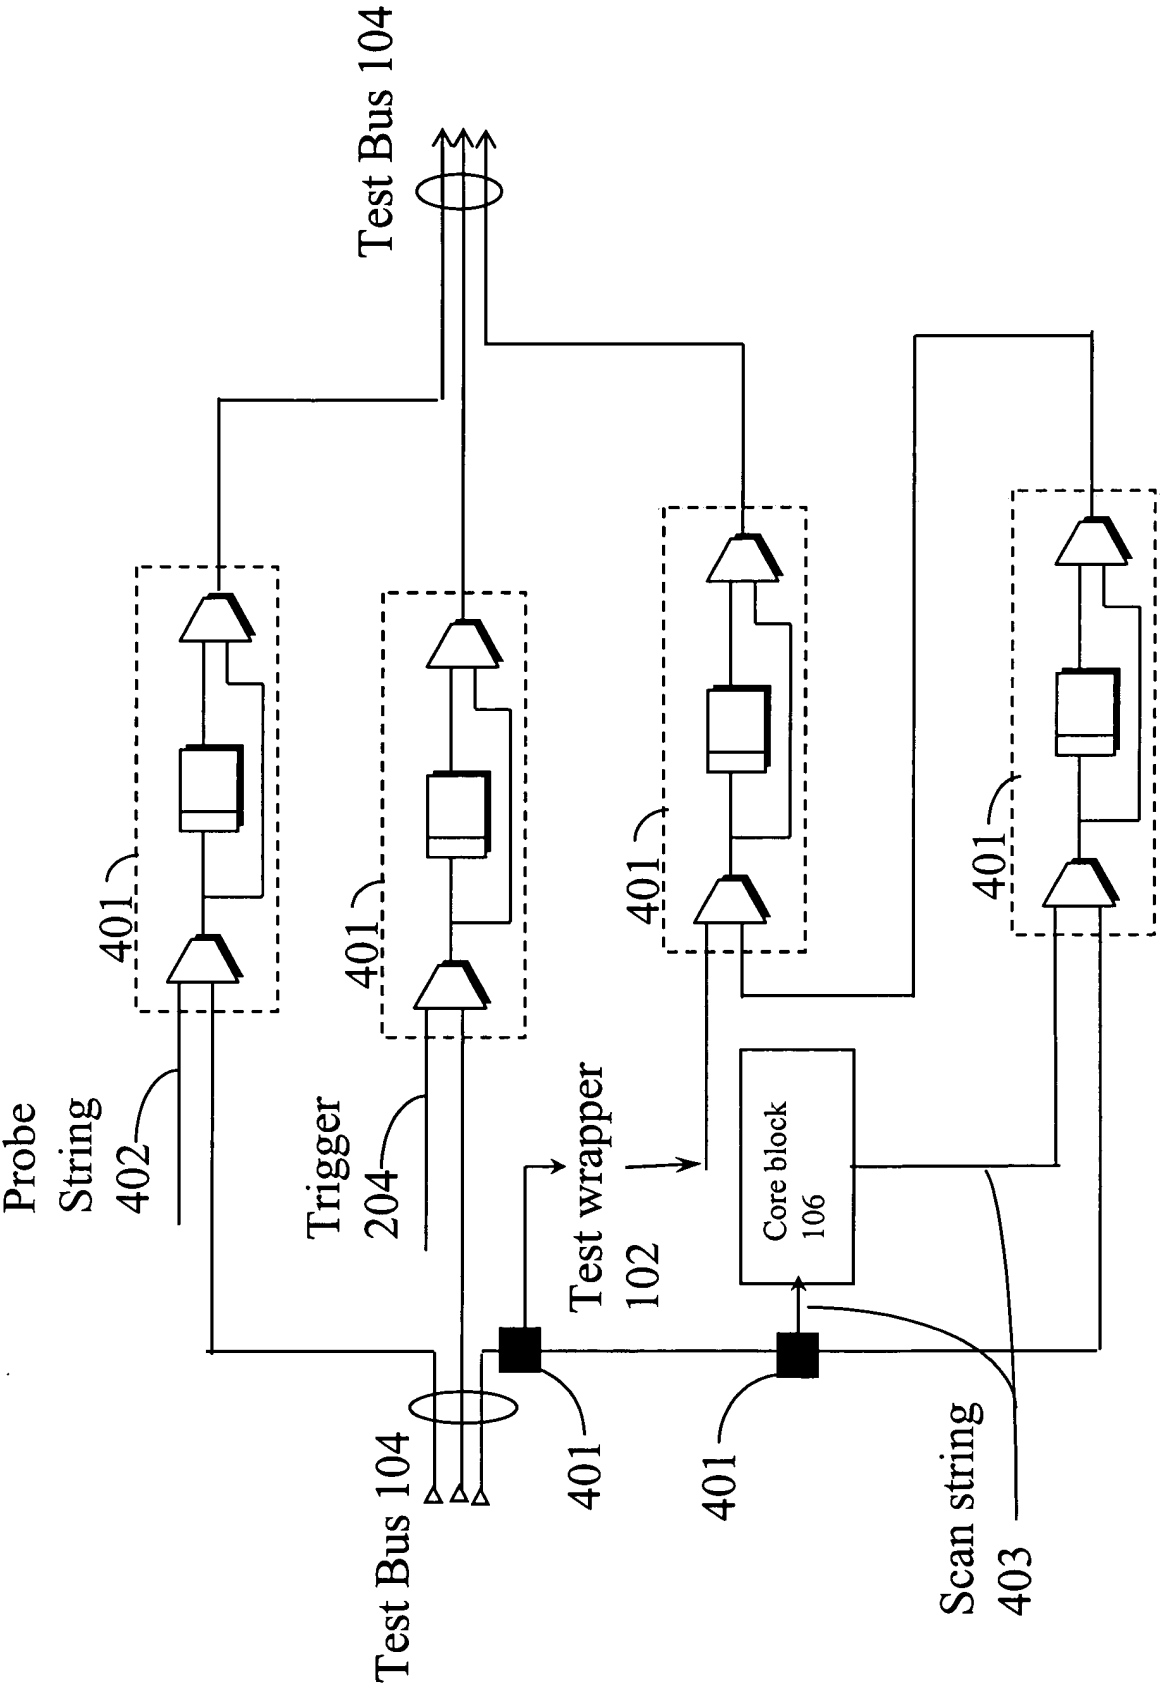 Test Bus 104
Probe
String
402
401
Trigger
204
401
Test Bus 104
401
Test wrapper
102
401
401
Core block
106
401
Scan string
403